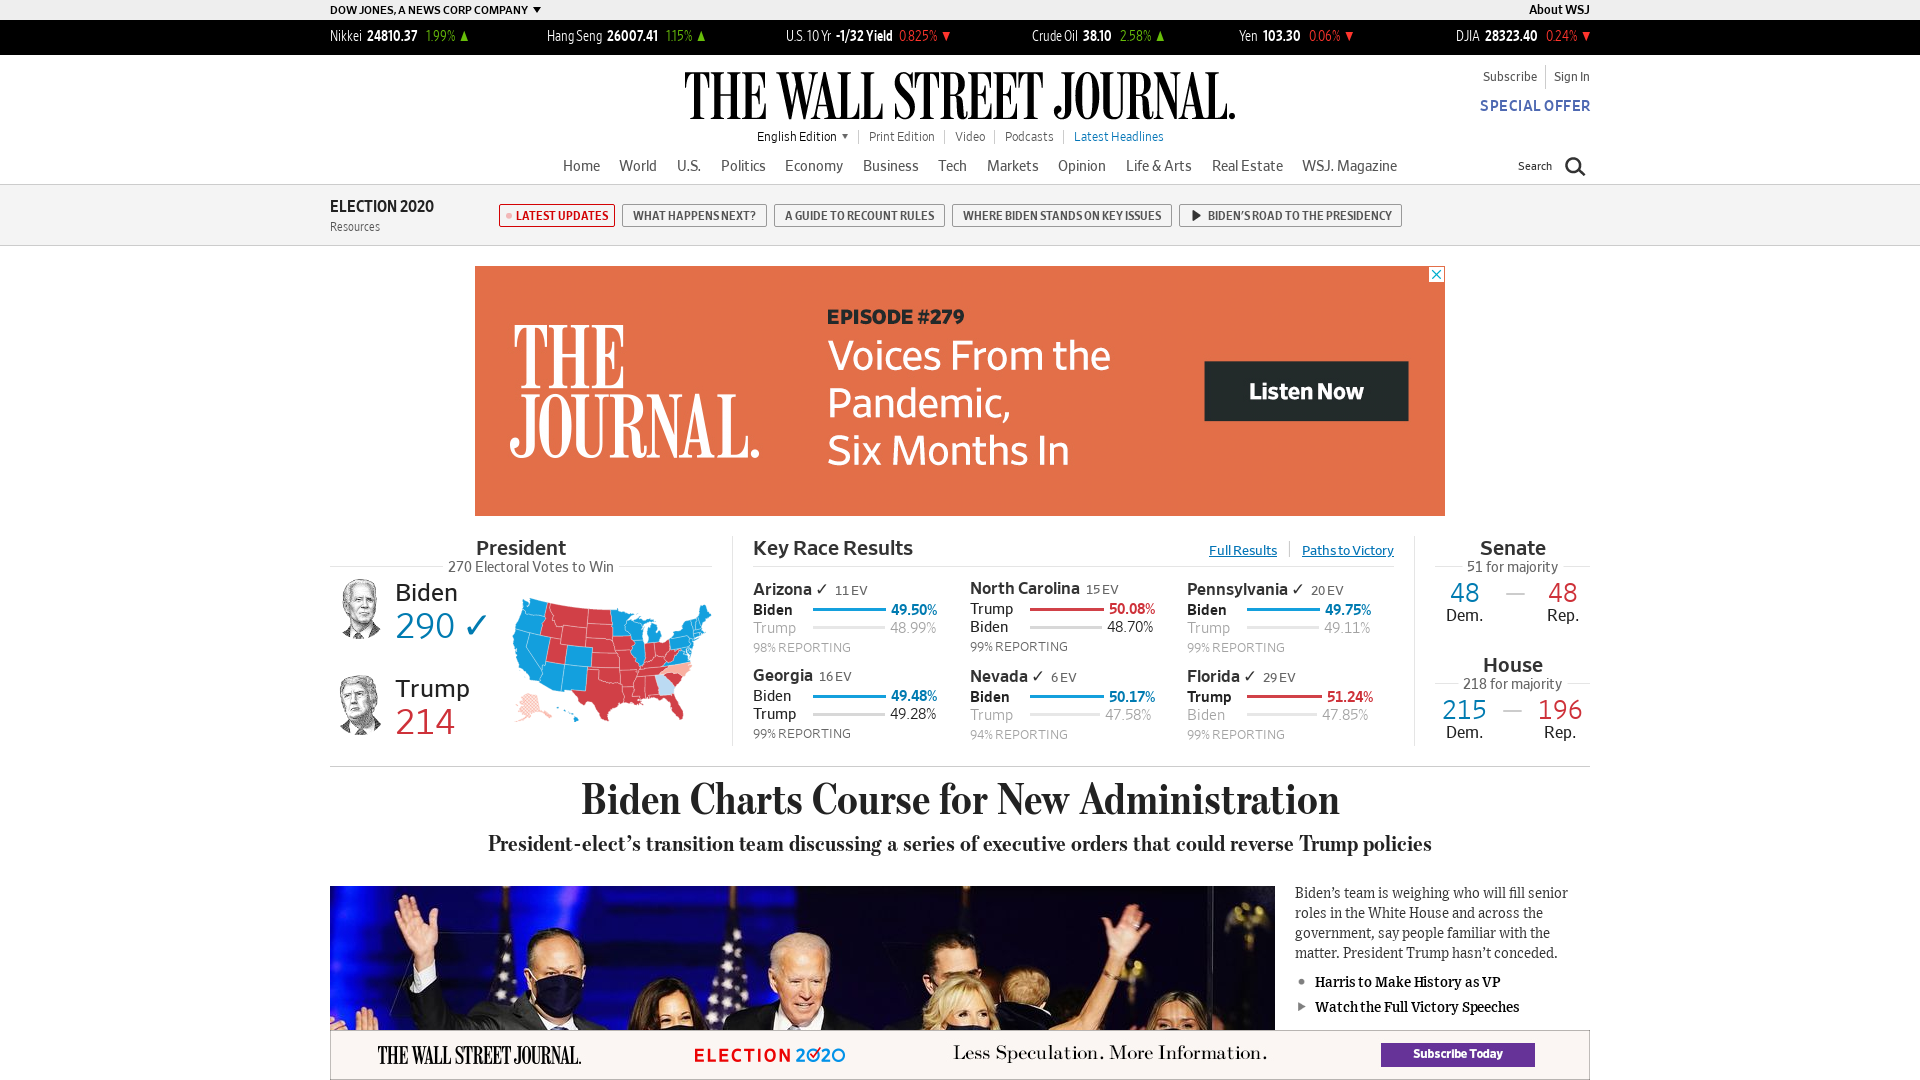 DOW JONES, A NEWS CORP COMPANY
About WSJ
Nikkei 24810.37 1.99%
Hang Seng 26007.41 1.15%
U.S. 10 Yr -1/32 Yield 0.825%
Crude Oil 38.10 2.58%
Yen 103.30 0.06%
DJIA 28323.40 0.24%
THE WALL STREET JOURNAL.
Subscribe
Sign In
SPECIAL OFFER
English Edition
Print Edition
Video
Podcasts
Latest Headlines
Home
World
U.S.
Politics
Economy
Business
Tech
Markets
Opinion
Life & Arts
Real Estate
WSJ. Magazine
Search
ELECTION 2020
Resources
LATEST UPDATES
WHAT HAPPENS NEXT?
A GUIDE TO RECOUNT RULES
WHERE BIDEN STANDS ON KEY ISSUES
BIDEN'S ROAD TO THE PRESIDENCY
THE
JOURNAL.
EPISODE #279
Voices From the
Pandemic,
Six Months In
Listen Now
President
270 Electoral Votes to Win
Biden
290 ✓
Trump
214
Key Race Results
Full Results
Paths to Victory
Arizona ✓ 11 EV
Biden 49.50%
Trump 48.99%
98% REPORTING
North Carolina 15 EV
Trump 50.08%
Biden 48.70%
99% REPORTING
Pennsylvania ✓ 20 EV
Biden 49.75%
Trump 49.11%
99% REPORTING
Georgia 16 EV
Biden 49.48%
Trump 49.28%
99% REPORTING
Nevada ✓ 6 EV
Biden 50.17%
Trump 47.58%
94% REPORTING
Florida ✓ 29 EV
Trump 51.24%
Biden 47.85%
99% REPORTING
Senate
51 for majority
48 — 48
Dem. Rep.
House
218 for majority
215 — 196
Dem. Rep.
Biden Charts Course for New Administration
President-elect's transition team discussing a series of executive orders that could reverse Trump policies
Biden's team is weighing who will fill senior
roles in the White House and across the
government, say people familiar with the
matter. President Trump hasn't conceded.
Harris to Make History as VP
Watch the Full Victory Speeches
THE WALL STREET JOURNAL.
ELECTION 2020
Less Speculation. More Information.
Subscribe Today